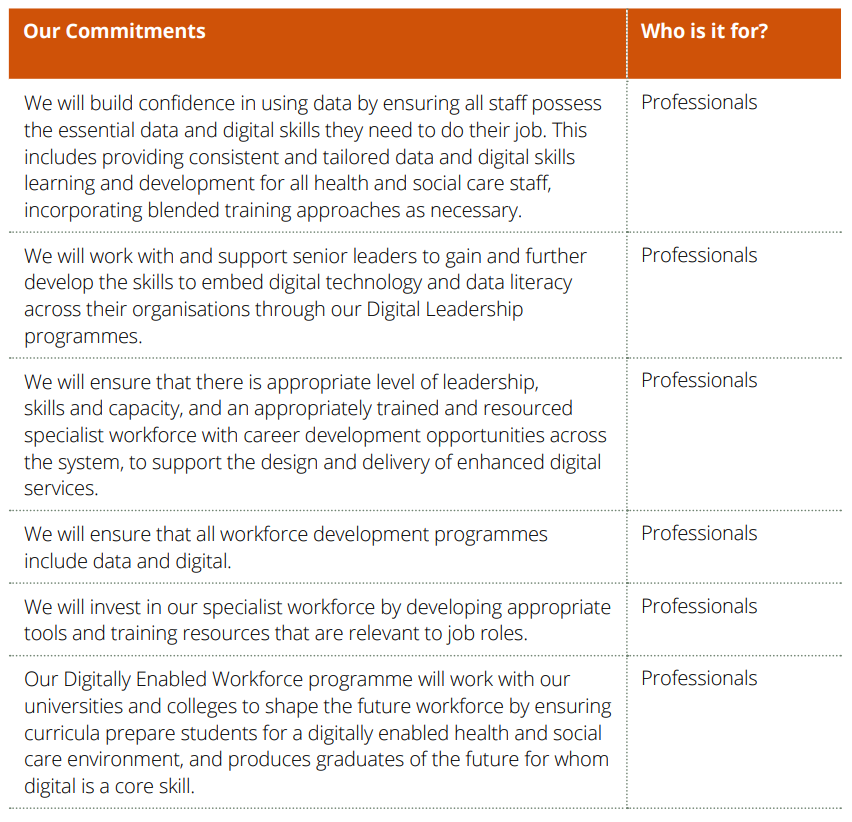 Our Commitments
Who is it for?
We will build confidence in using data by ensuring all staff possess
the essential data and digital skills they need to do their job. This
includes providing consistent and tailored data and digital skills
learning and development for all health and social care staff,
incorporating blended training approaches as necessary.
Professionals
We will work with and support senior leaders to gain and further
develop the skills to embed digital technology and data literacy
across their organisations through our Digital Leadership
programmes.
Professionals
We will ensure that there is appropriate level of leadership,
skills and capacity, and an appropriately trained and resourced
specialist workforce with career development opportunities across
the system, to support the design and delivery of enhanced digital
services.
Professionals
We will ensure that all workforce development programmes
include data and digital.
Professionals
We will invest in our specialist workforce by developing appropriate
tools and training resources that are relevant to job roles.
Professionals
Our Digitally Enabled Workforce programme will work with our
universities and colleges to shape the future workforce by ensuring
curricula prepare students for a digitally enabled health and social
care environment, and produces graduates of the future for whom
digital is a core skill.
Professionals